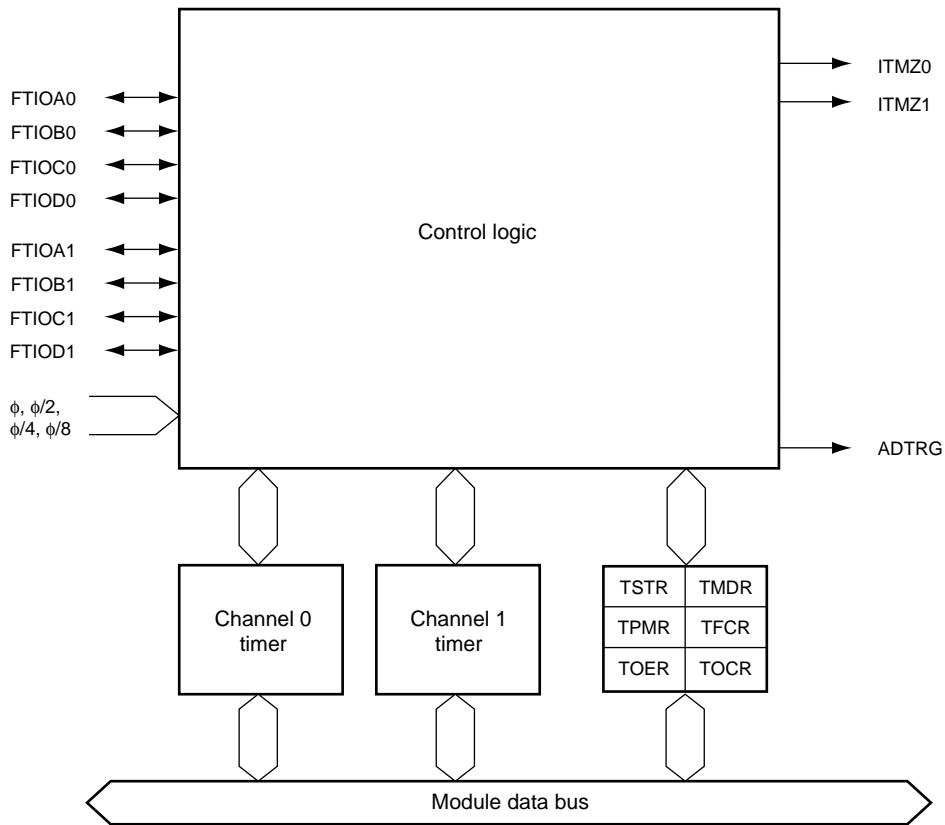 FTIOA0
FTIOB0
FTIOC0
FTIOD0
FTIOA1
FTIOB1
FTIOC1
FTIOD1
ϕ, ϕ/2,
ϕ/4, ϕ/8
Control logic
ITMZ0
ITMZ1
ADTRG
Channel 0
timer
Channel 1
timer
TSTR TMDR
TPMR TFCR
TOER TOCR
Module data bus